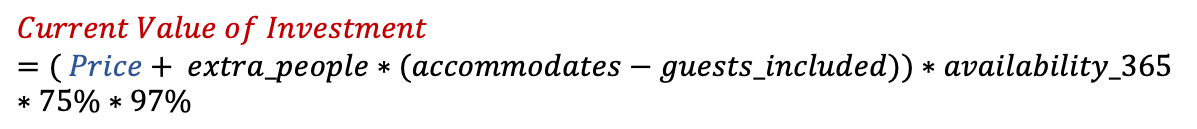 Current Value of Investment
= ( Price + extra_people * (accommodates − guests_included)) * availability_365
* 75% * 97%